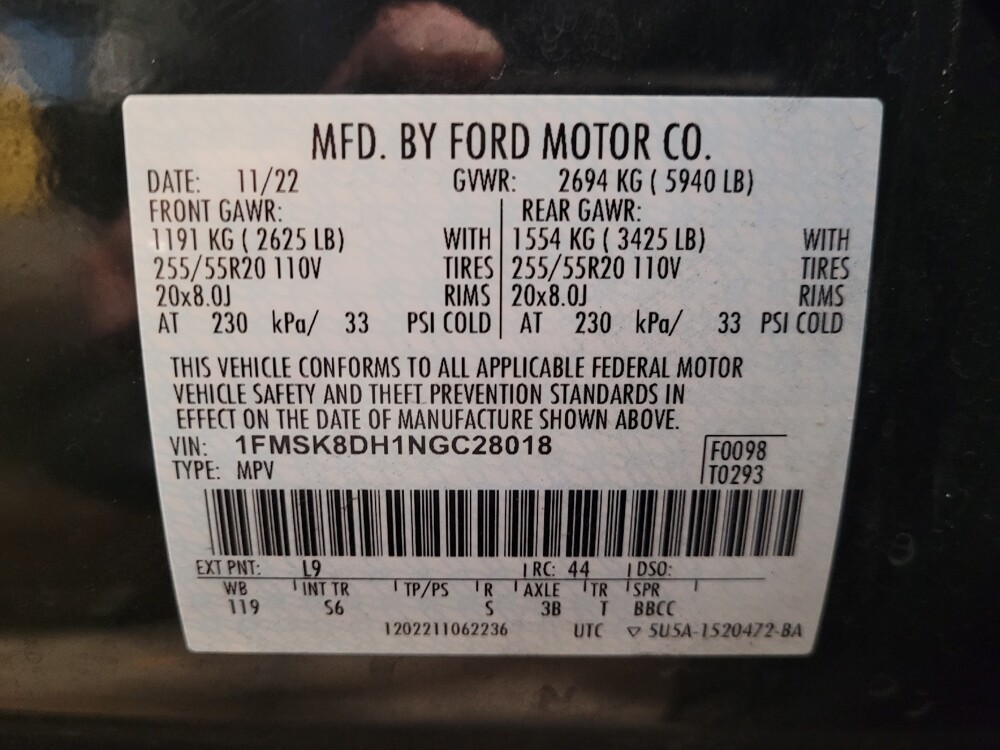 MFD. BY FORD MOTOR CO.
DATE: 11/22 GVWR: 2694 KG ( 5940 LB)
FRONT GAWR: REAR GAWR:
1191 KG ( 2625 LB) WITH 1554 KG ( 3425 LB) WITH
255/55R20 110V TIRES 255/55R20 110V TIRES
20x8.0J RIMS 20x8.0J RIMS
AT 230 kPa/ 33 PSI COLD AT 230 kPa/ 33 PSI COLD
THIS VEHICLE CONFORMS TO ALL APPLICABLE FEDERAL MOTOR
VEHICLE SAFETY AND THEFT PREVENTION STANDARDS IN
EFFECT ON THE DATE OF MANUFACTURE SHOWN ABOVE.
VIN: 1FMSK8DH1NGC28018 F0098
TYPE: MPV T0293
EXT PNT: L9 RC: 44 DSO:
WB INT TR TP/PS R AXLE TR SPR
119 S6 S 3B T BBCC
1202211062236 UTC ▽ 5U5A-1520472-BA